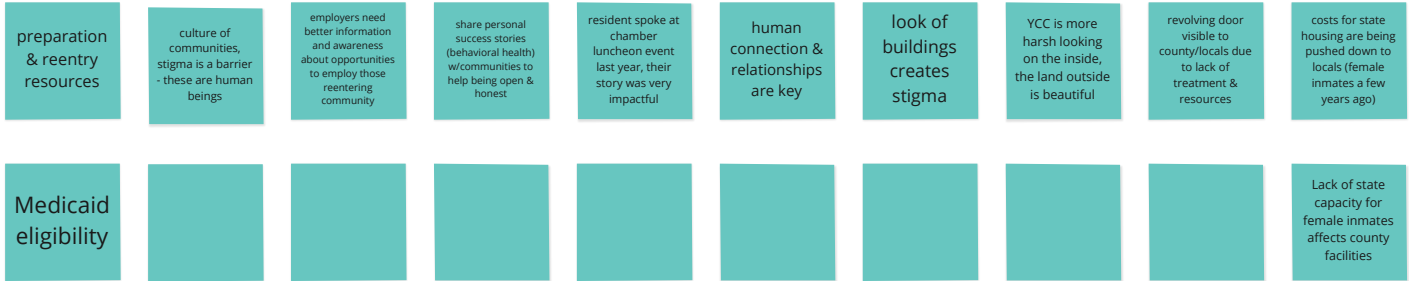 preparation
& reentry
resources
culture of
communities,
stigma is a barrier
- these are human
beings
employers need
better information
and awareness
about opportunities
to employ those
reentering
community
share personal
success stories
(behavioral health)
w/communities to
help being open &
honest
resident spoke at
chamber
luncheon event
last year, their
story was very
impactful
human
connection &
relationships
are key
look of
buildings
creates
stigma
YCC is more
harsh looking
on the inside,
the land outside
is beautiful
revolving door
visible to
county/locals due
to lack of
treatment &
resources
costs for state
housing are being
pushed down to
locals (female
inmates a few
years ago)
Medicaid
eligibility
Lack of state
capacity for
female inmates
affects county
facilities